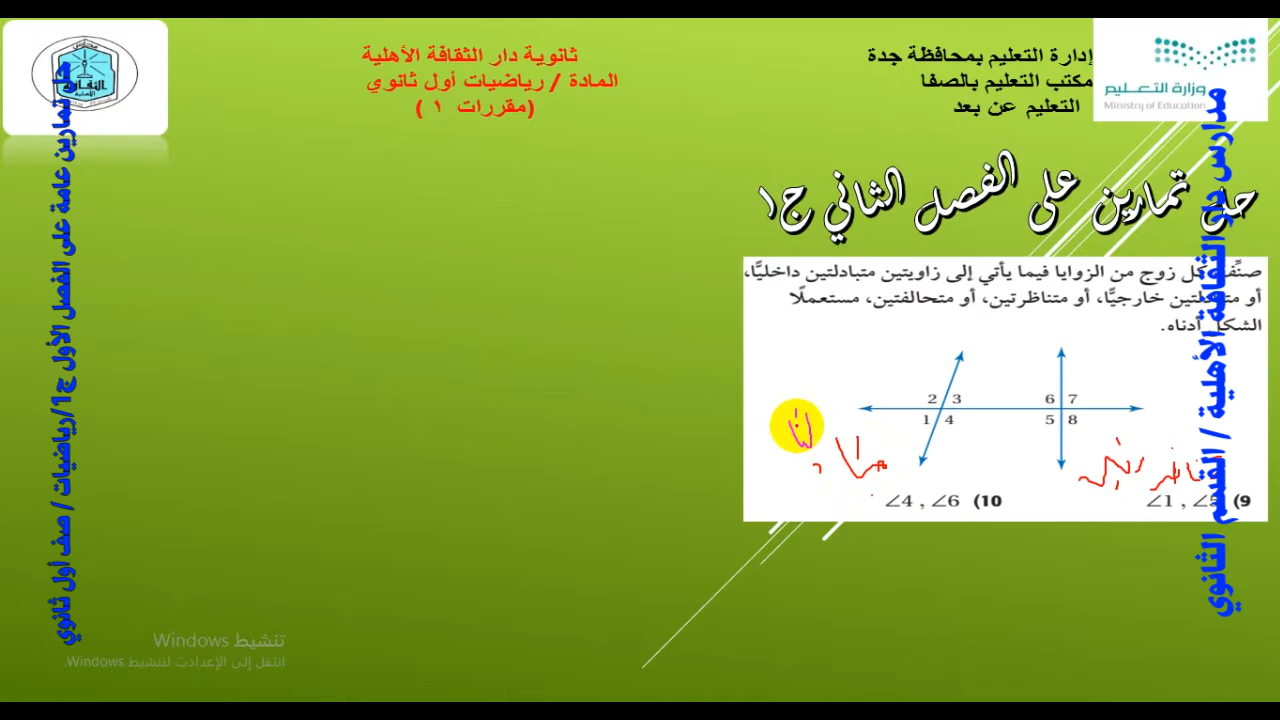 وزارة التعليم
Ministry of Education
إدارة التعليم بمحافظة جدة
مكتب التعليم بالصفا
التعليم عن بعد
ثانوية دار الثقافة الأهلية
المادة / رياضيات أول ثانوي
(مقررات ١ )
حل تمارين على الفصل الثاني ج١
صنِّف كل زوج من الزوايا فيما يأتي إلى زاويتين متبادلتين داخليًّا،
أو متبادلتين خارجيًّا، أو متناظرتين، أو متحالفتين، مستعملًا
الشكل أدناه.
2 3 6 7
1 4 5 8
9) ∠1 , ∠5
10) ∠4 , ∠6
مدارس دار الثقافة الأهلية / القسم الثانوي
حل تمارين عامة على الفصل الأول ج1/رياضيات / صف أول ثانوي
تنشيط Windows
انتقل إلى الإعدادات لتنشيط Windows.